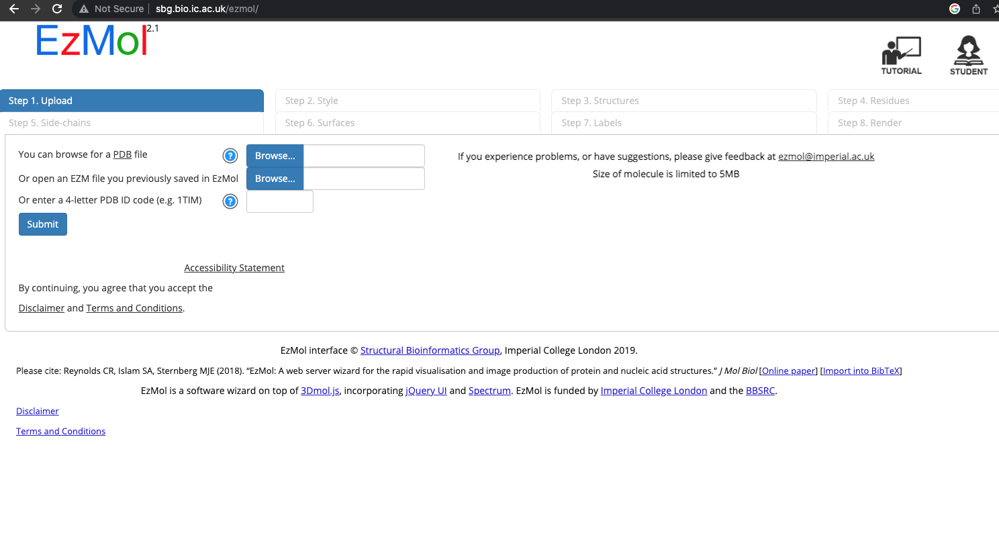 Not Secure sbg.bio.ic.ac.uk/ezmol/
EzMol 2.1
TUTORIAL STUDENT
Step 1. Upload Step 2. Style Step 3. Structures Step 4. Residues
Step 5. Side-chains Step 6. Surfaces Step 7. Labels Step 8. Render
You can browse for a PDB file ? Browse...
Or open an EZM file you previously saved in EzMol Browse...
Or enter a 4-letter PDB ID code (e.g. 1TIM) ?
Submit
If you experience problems, or have suggestions, please give feedback at ezmol@imperial.ac.uk
Size of molecule is limited to 5MB
Accessibility Statement
By continuing, you agree that you accept the
Disclaimer and Terms and Conditions.
EzMol interface © Structural Bioinformatics Group, Imperial College London 2019.
Please cite: Reynolds CR, Islam SA, Sternberg MJE (2018). “EzMol: A web server wizard for the rapid visualisation and image production of protein and nucleic acid structures.” J Mol Biol [Online paper] [Import into BibTeX]
EzMol is a software wizard on top of 3Dmol.js, incorporating jQuery UI and Spectrum. EzMol is funded by Imperial College London and the BBSRC.
Disclaimer
Terms and Conditions